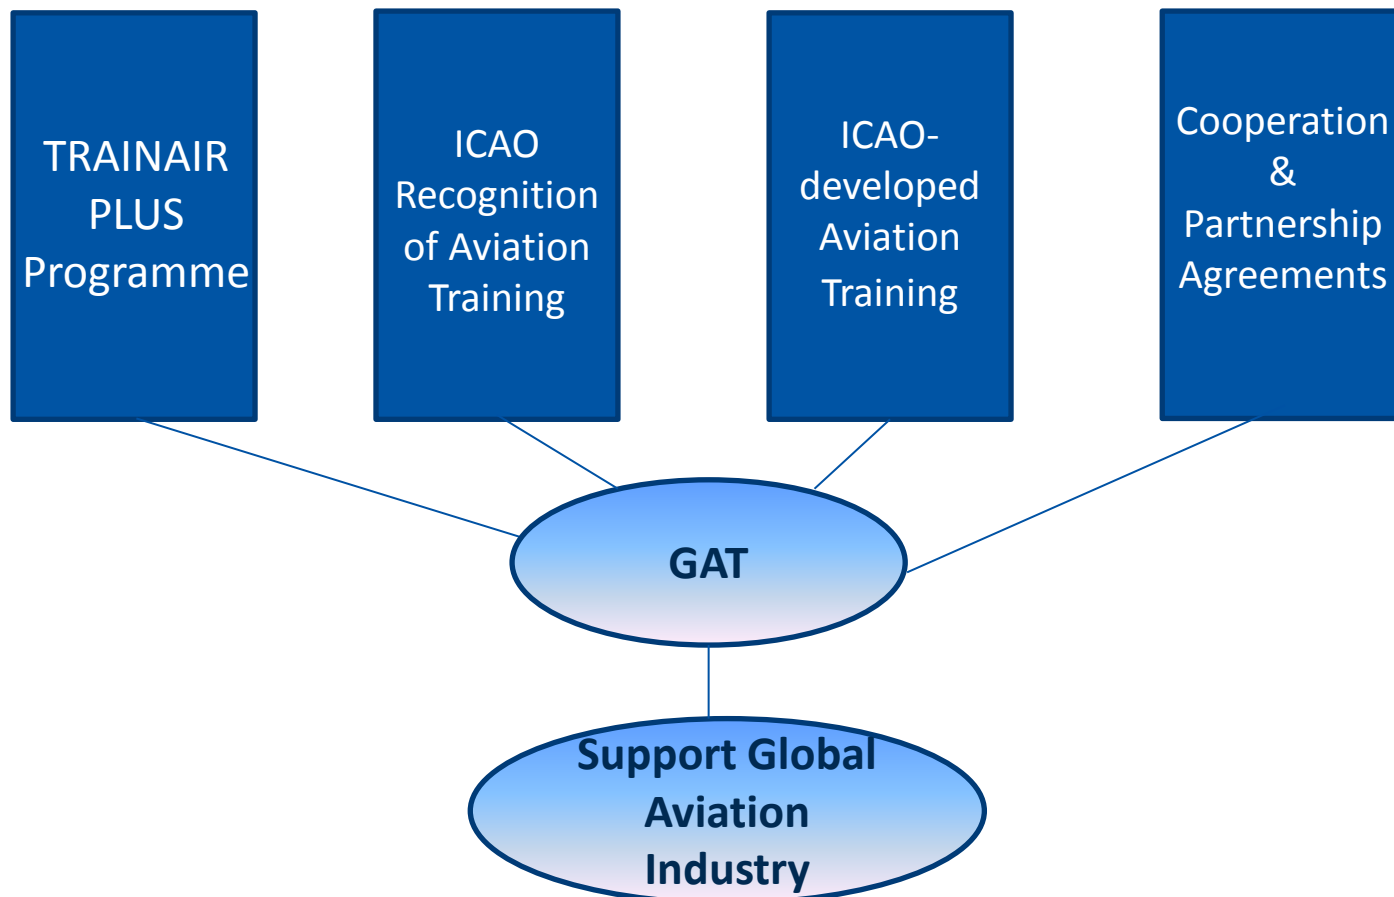 TRAINAIR
PLUS
Programme
ICAO
Recognition
of Aviation
Training
ICAO-
developed
Aviation
Training
Cooperation
&
Partnership
Agreements
GAT
Support Global
Aviation
Industry